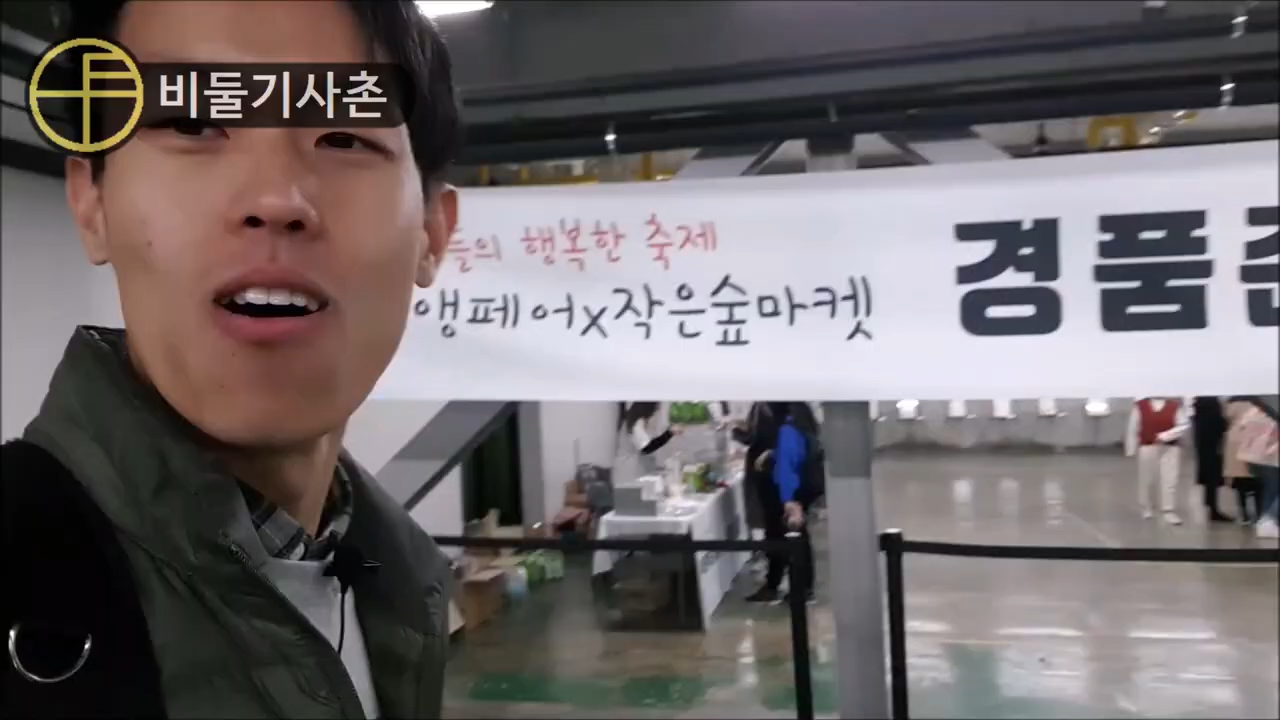 비둘기사촌
들의 행복한 축제
앵페어x작은숲마켓
경품